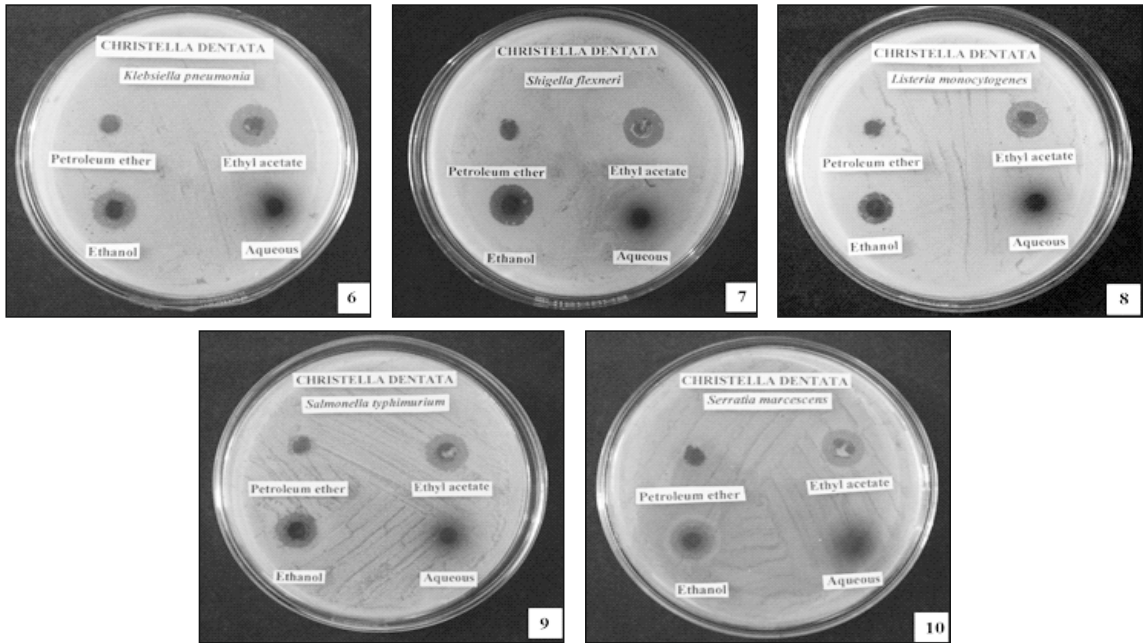 CHRISTELLA DENTATA
Klebsiella pneumonia
Petroleum ether
Ethyl acetate
Ethanol
Aqueous
6
CHRISTELLA DENTATA
Shigella flexneri
Petroleum ether
Ethyl acetate
Ethanol
Aqueous
7
CHRISTELLA DENTATA
Listeria monocytogenes
Petroleum ether
Ethyl acetate
Ethanol
Aqueous
8
CHRISTELLA DENTATA
Salmonella typhimurium
Petroleum ether
Ethyl acetate
Ethanol
Aqueous
9
CHRISTELLA DENTATA
Serratia marcescens
Petroleum ether
Ethyl acetate
Ethanol
Aqueous
10